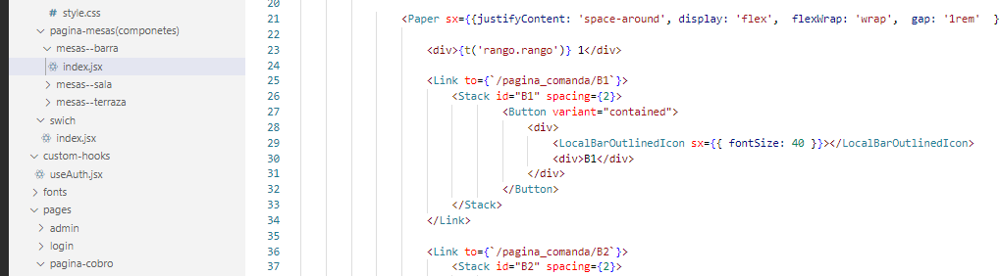 style.css
pagina-mesas(componetes)
mesas--barra
index.jsx
mesas--sala
mesas--terraza
swich
index.jsx
custom-hooks
useAuth.jsx
fonts
pages
admin
login
pagina-cobro
20
21 <Paper sx={{justifyContent: 'space-around', display: 'flex', flexWrap: 'wrap', gap: '1rem' }
22
23 <div>{t('rango.rango')} 1</div>
24
25 <Link to={`/pagina_comanda/B1`}>
26 <Stack id="B1" spacing={2}>
27 <Button variant="contained">
28 <div>
29 <LocalBarOutlinedIcon sx={{ fontSize: 40 }}></LocalBarOutlinedIcon>
30 <div>B1</div>
31 </div>
32 </Button>
33 </Stack>
34 </Link>
35
36 <Link to={`/pagina_comanda/B2`}>
37 <Stack id="B2" spacing={2}>